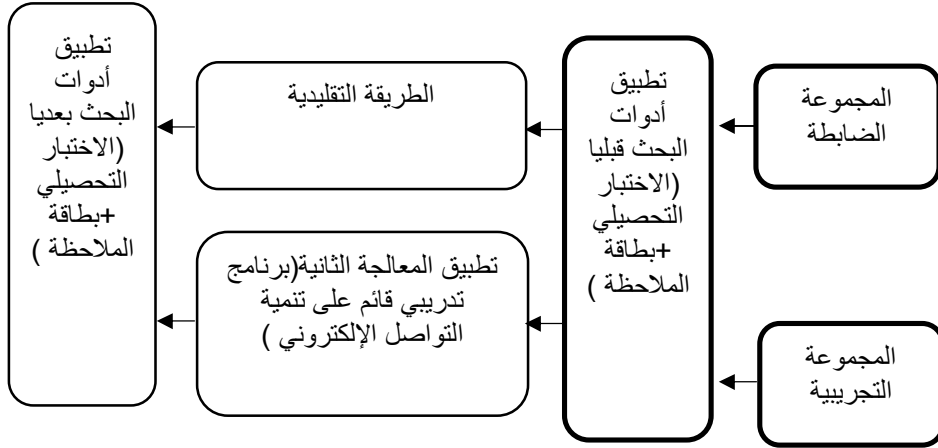 المجموعة
الضابطة
المجموعة
التجريبية
تطبيق
أدوات
البحث قبليا
(الاختبار
التحصيلي
+بطاقة
الملاحظة )
الطريقة التقليدية
تطبيق المعالجة الثانية(برنامج
تدريبي قائم على تنمية
التواصل الإلكتروني )
تطبيق
أدوات
البحث بعديا
(الاختبار
التحصيلي
+بطاقة
الملاحظة )